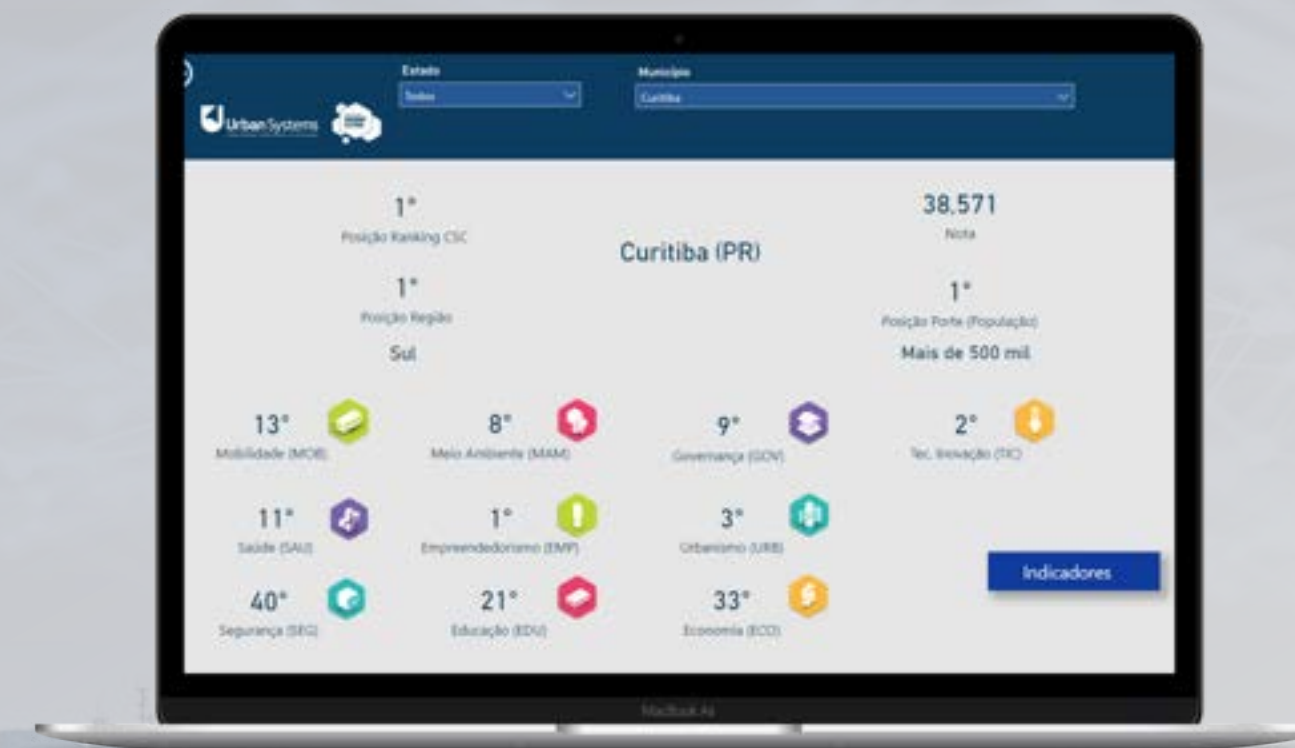 Estado
Todos
Município
Curitiba
Urban Systems
1°
Posição Ranking CSC
38,571
Nota
Curitiba (PR)
1°
Posição Região
Sul
1°
Posição Porte (População)
Mais de 500 mil
13°
Mobilidade (MOB)
8°
Meio Ambiente (MAM)
9°
Governança (GOV)
2°
Tec. Inovação (TIC)
11°
Saúde (SAU)
1°
Empreendedorismo (EMP)
3°
Urbanismo (URB)
40°
Segurança (SEG)
21°
Educação (EDU)
33°
Economia (ECO)
Indicadores
MacBook Air